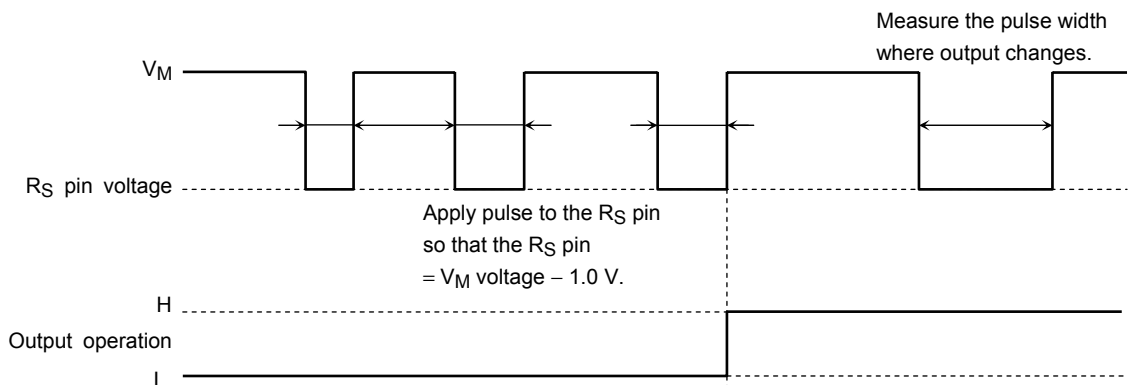 Measure the pulse width
where output changes.
VM
RS pin voltage
Apply pulse to the RS pin
so that the RS pin
= VM voltage − 1.0 V.
H
Output operation
L